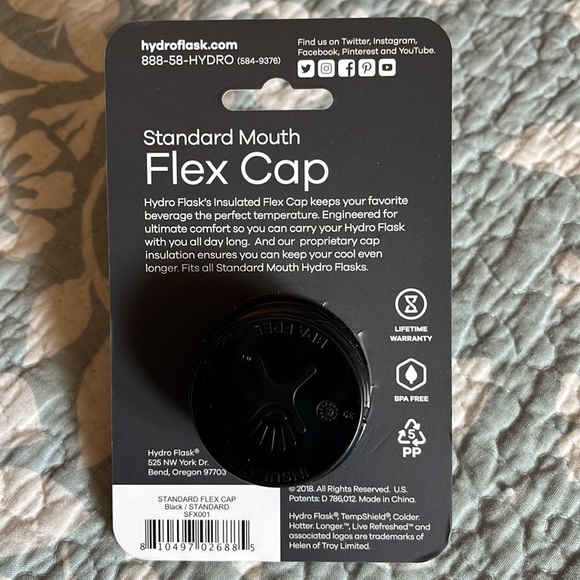 hydroflask.com
888-58-HYDRO (584-9376)
Find us on Twitter, Instagram,
Facebook, Pinterest and YouTube.
Standard Mouth
Flex Cap
Hydro Flask's Insulated Flex Cap keeps your favorite
beverage the perfect temperature. Engineered for
ultimate comfort so you can carry your Hydro Flask
with you all day long. And our proprietary cap
insulation ensures you can keep your cool even
longer. Fits all Standard Mouth Hydro Flasks.
LIFETIME
WARRANTY
BPA FREE
5
PP
Hydro Flask®
525 NW York Dr.
Bend, Oregon 97703
© 2018. All Rights Reserved. U.S.
Patents: D 786,012. Made in China.
Hydro Flask®, TempShield®, Colder.
Hotter. Longer.™, Live Refreshed™ and
associated logos are trademarks of
Helen of Troy Limited.
STANDARD FLEX CAP
Black / STANDARD
SFX001
8 10497 02688 5